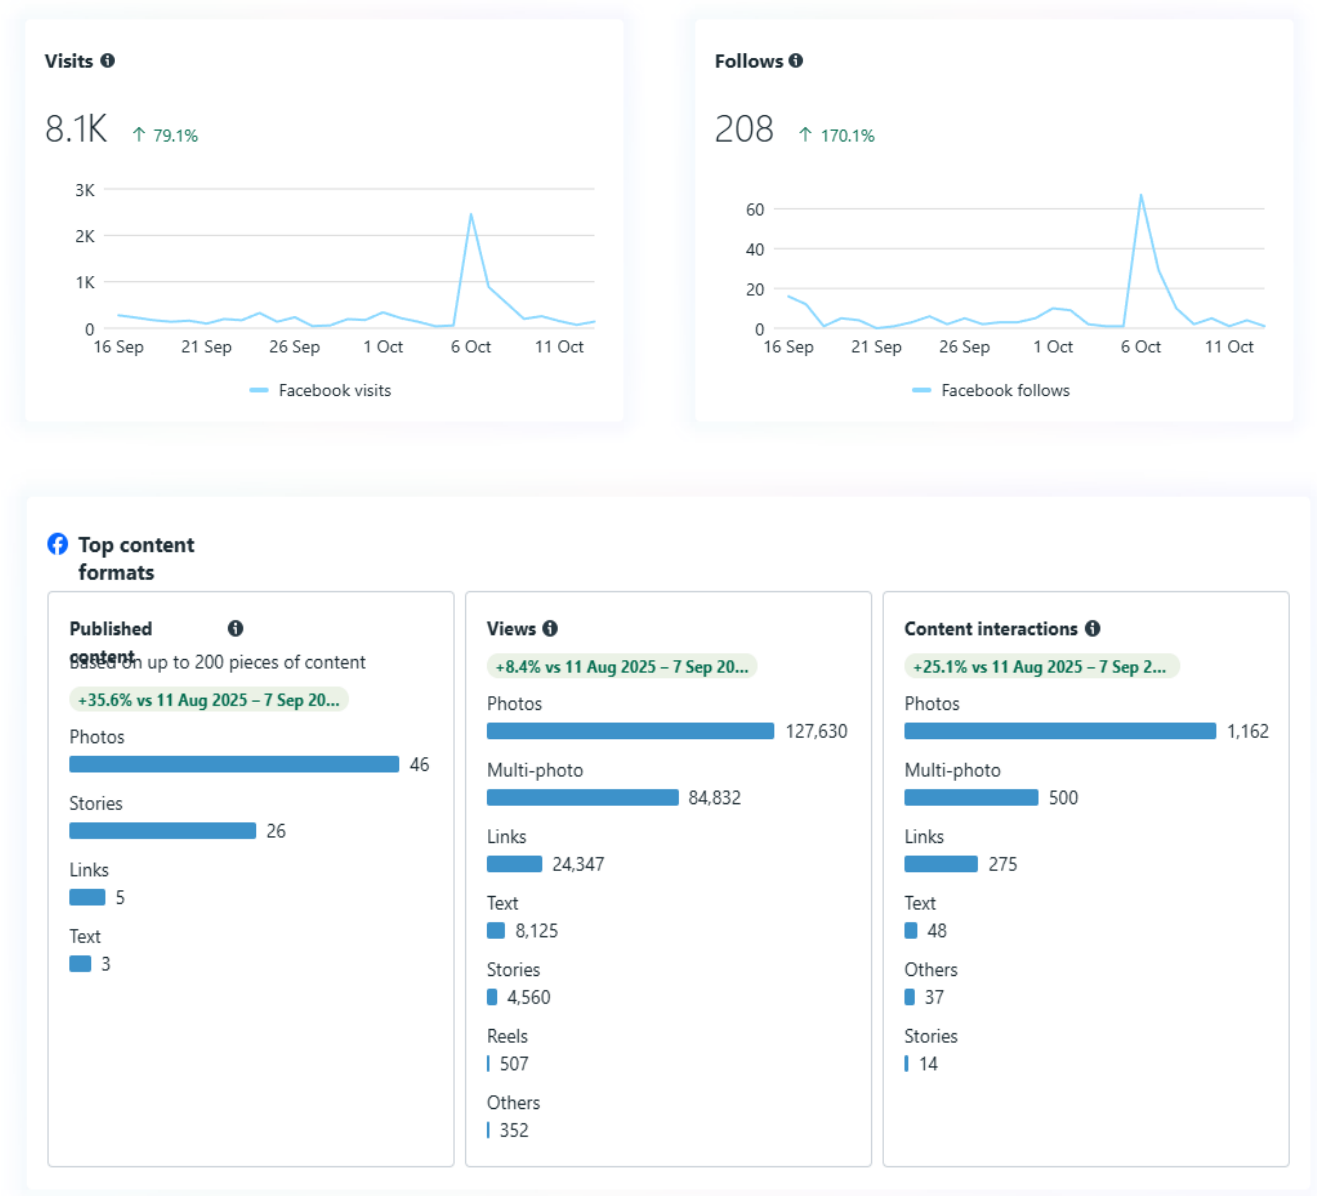 Visits
8.1K ↑ 79.1%
3K
2K
1K
0
16 Sep 21 Sep 26 Sep 1 Oct 6 Oct 11 Oct
Facebook visits
Follows
208 ↑ 170.1%
60
40
20
0
16 Sep 21 Sep 26 Sep 1 Oct 6 Oct 11 Oct
Facebook follows
Top content
formats
Published
content
Based on up to 200 pieces of content
+35.6% vs 11 Aug 2025 – 7 Sep 20...
Photos
46
Stories
26
Links
5
Text
3
Views
+8.4% vs 11 Aug 2025 – 7 Sep 20...
Photos
127,630
Multi-photo
84,832
Links
24,347
Text
8,125
Stories
4,560
Reels
507
Others
352
Content interactions
+25.1% vs 11 Aug 2025 – 7 Sep 2...
Photos
1,162
Multi-photo
500
Links
275
Text
48
Others
37
Stories
14